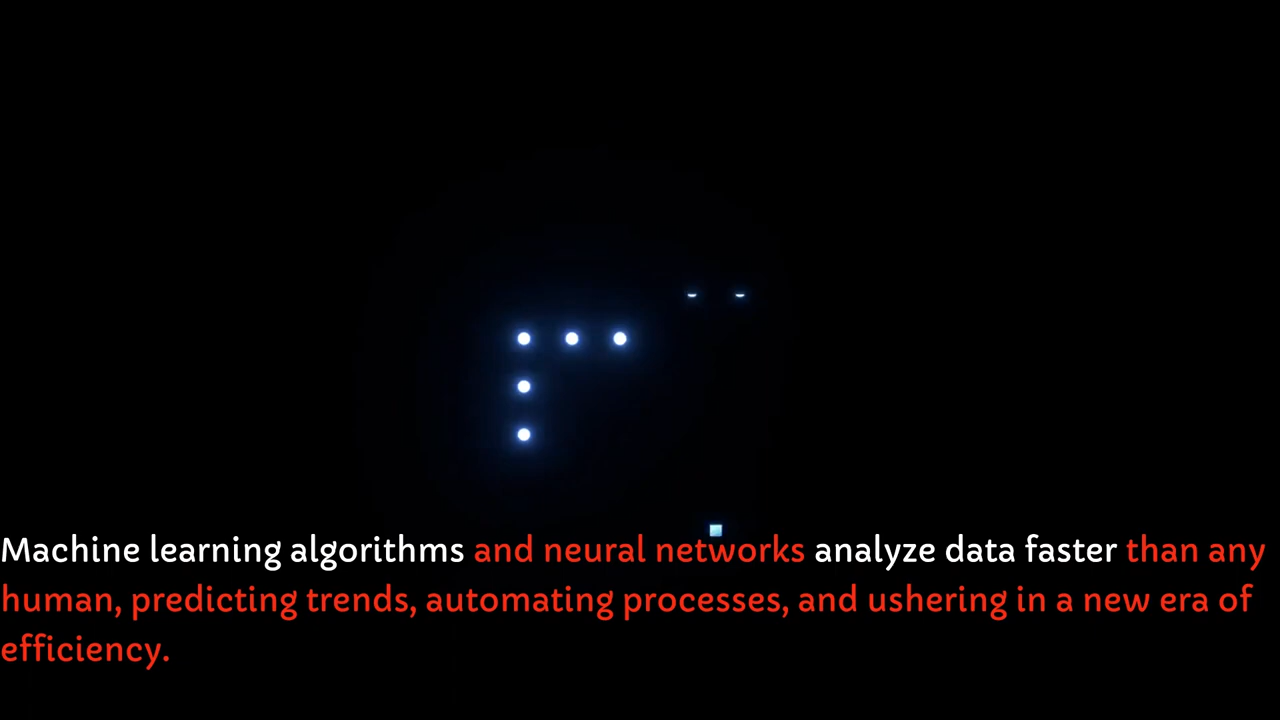 Machine learning algorithms and neural networks analyze data faster than any
human, predicting trends, automating processes, and ushering in a new era of
efficiency.